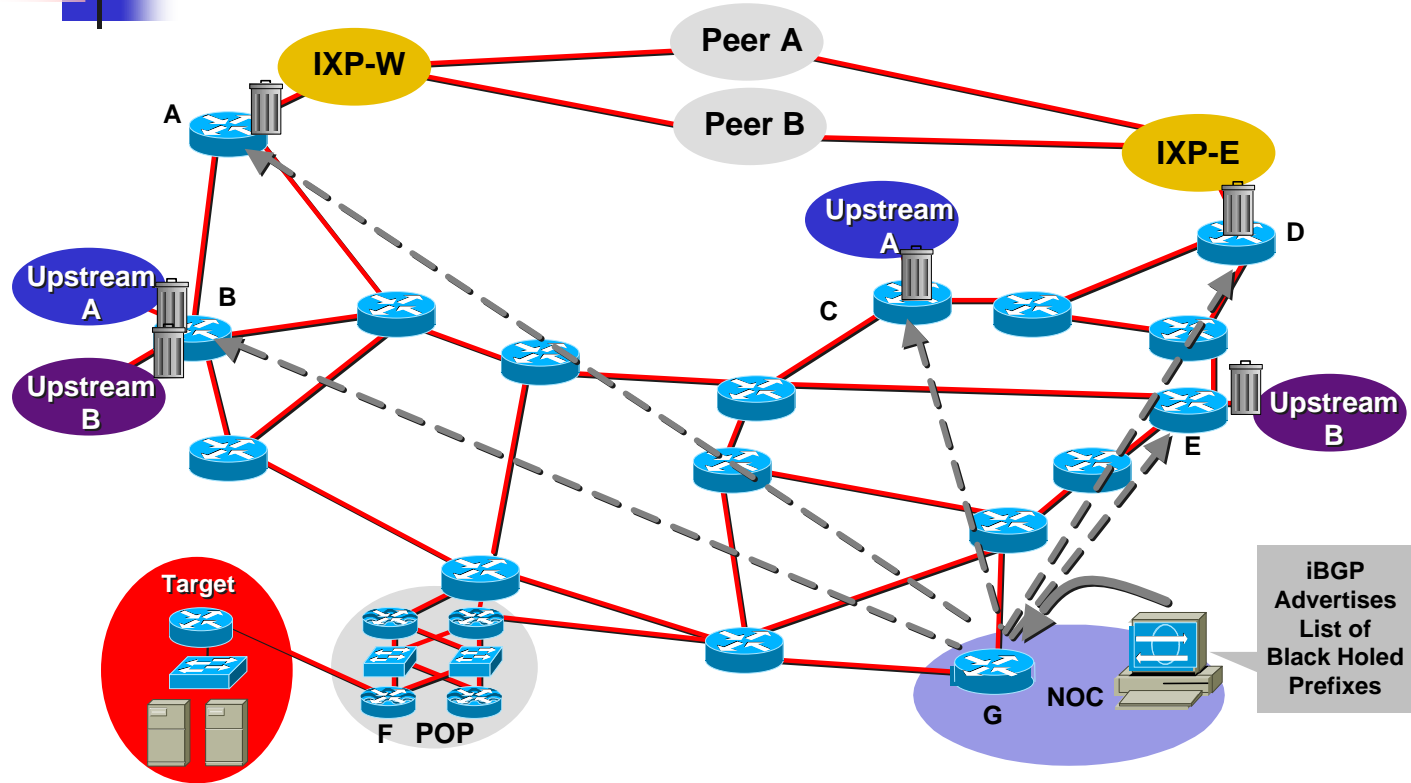 Peer A
IXP-W
A
Peer B
IXP-E
Upstream
A
D
Upstream
A
B
C
Upstream
B
Upstream
B
E
Target
iBGP
Advertises
List of
Black Holed
Prefixes
NOC
G
F
POP